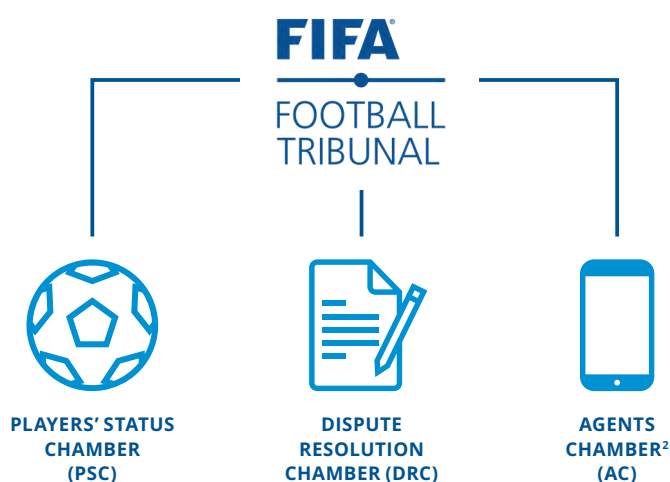 FIFA
FOOTBALL
TRIBUNAL
PLAYERS' STATUS
CHAMBER
(PSC)
DISPUTE
RESOLUTION
CHAMBER (DRC)
AGENTS
CHAMBER²
(AC)